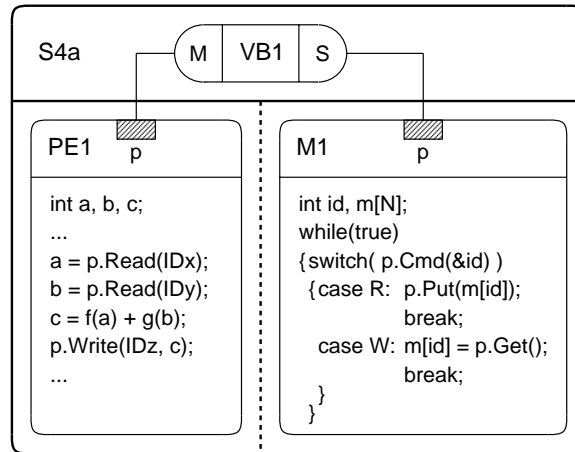 S4a
M VB1 S
PE1
p
int a, b, c;
...
a = p.Read(IDx);
b = p.Read(IDy);
c = f(a) + g(b);
p.Write(IDz, c);
...
M1
p
int id, m[N];
while(true)
{ switch( p.Cmd(&id) )
{ case R: p.Put(m[id]);
break;
case W: m[id] = p.Get();
break;
}
}